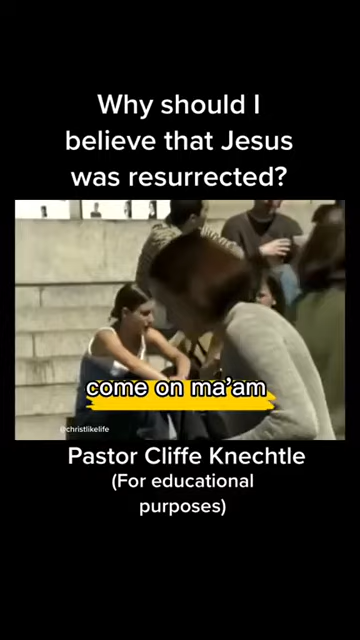 Why should I
believe that Jesus
was resurrected?
come on ma'am
@christlikelife
Pastor Cliffe Knechtle
(For educational
purposes)